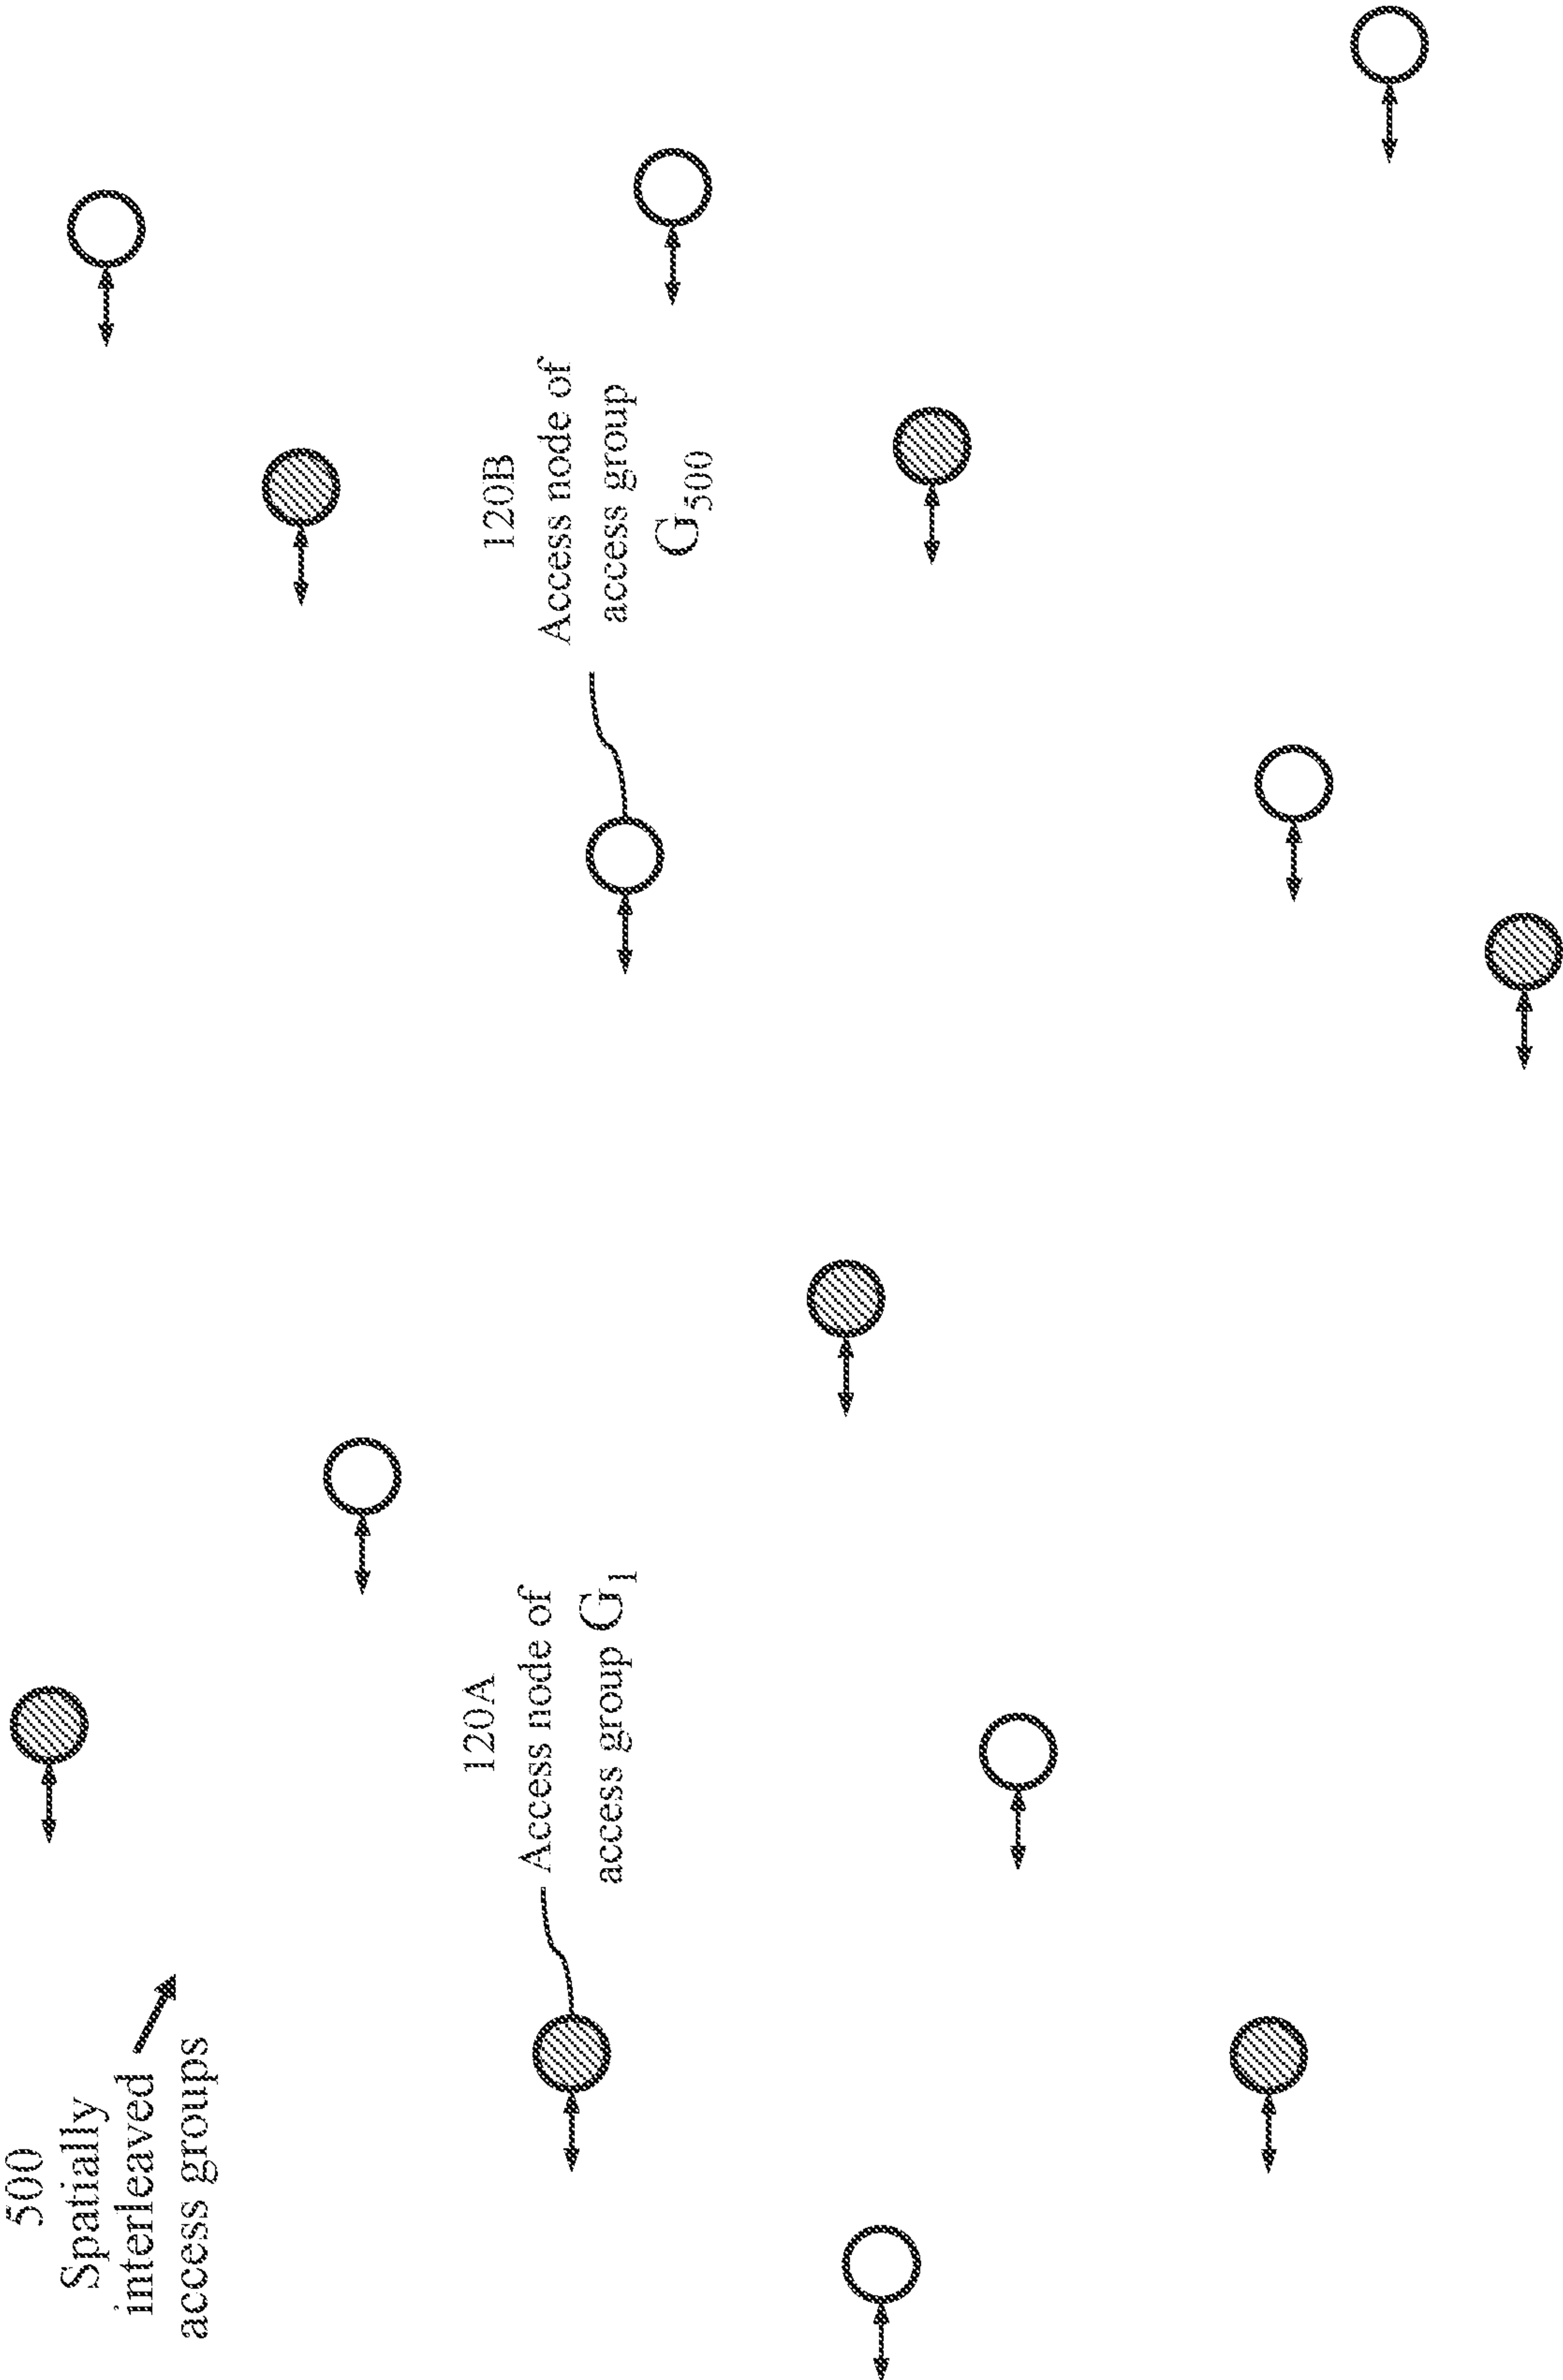 500
Spatially
interleaved
access groups
120A
Access node of
access group G1
120B
Access node of
access group
G500